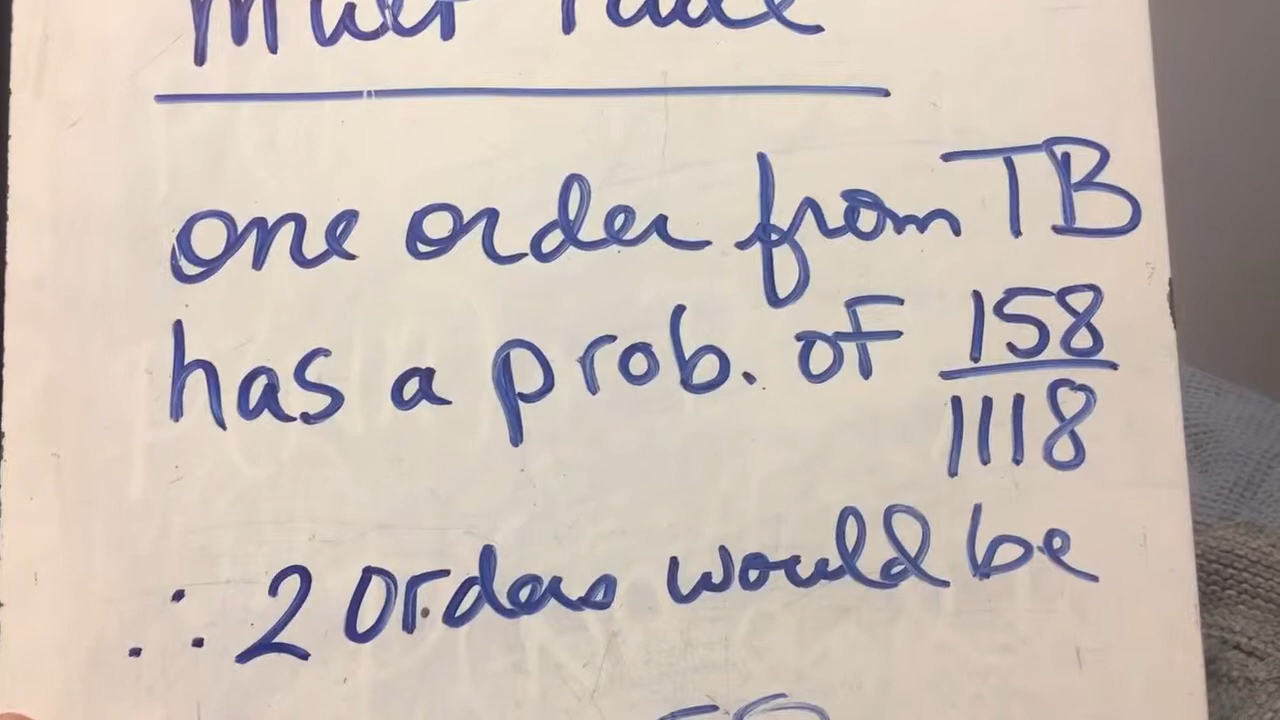 one order from TB
has a prob. of 158
1118
∴ 2 orders would be